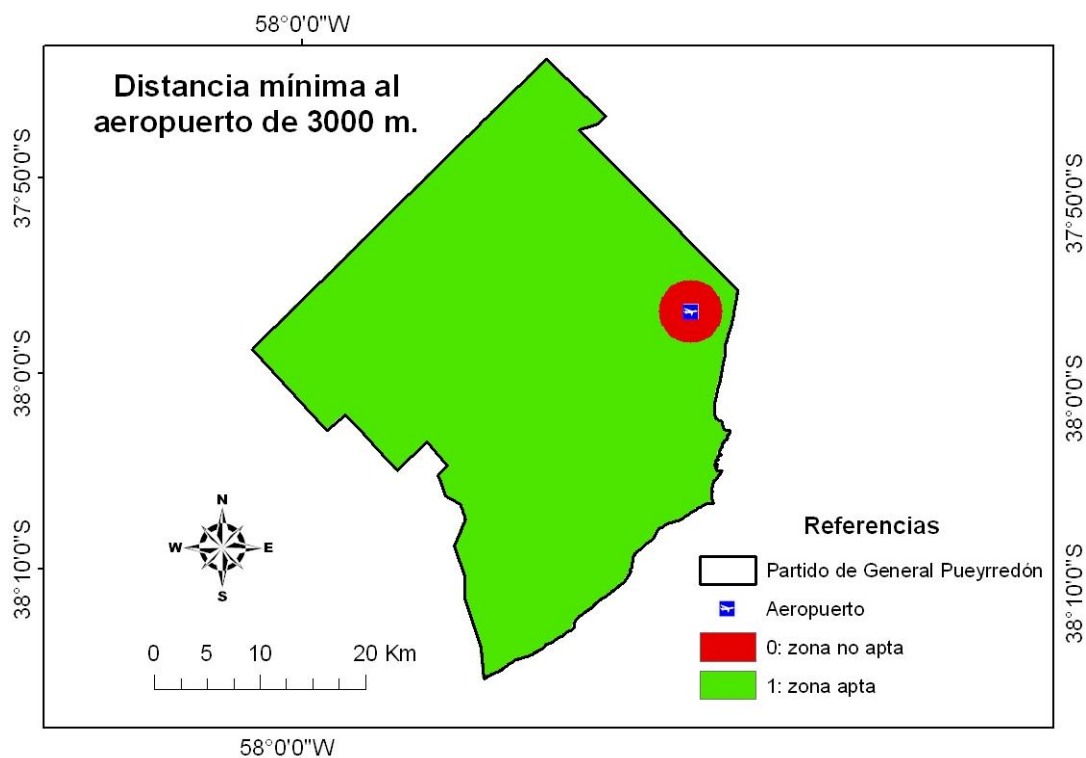 58°0'0"W
Distancia mínima al
aeropuerto de 3000 m.
37°50'0"S
37°50'0"S
38°0'0"S
38°0'0"S
38°10'0"S
38°10'0"S
N
W
E
S
0 5 10 20 Km
Referencias
Partido de General Pueyrredón
Aeropuerto
0: zona no apta
1: zona apta
58°0'0"W